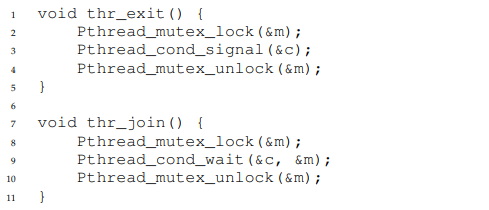 1 void thr_exit() {
2 Pthread_mutex_lock(&m);
3 Pthread_cond_signal(&c);
4 Pthread_mutex_unlock(&m);
5 }
6
7 void thr_join() {
8 Pthread_mutex_lock(&m);
9 Pthread_cond_wait(&c, &m);
10 Pthread_mutex_unlock(&m);
11 }